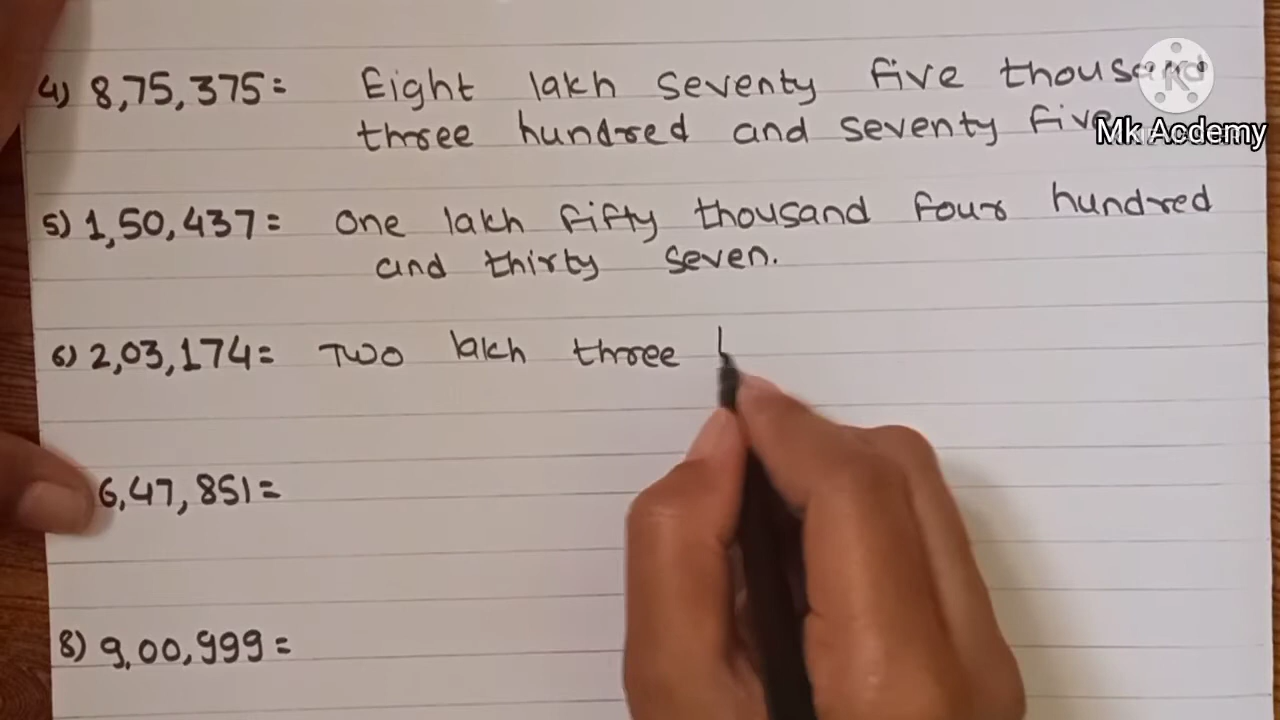 4) 8,75,375= Eight lakh seventy five thousand
three hundred and seventy five
Mk Acdemy
5) 1,50,437= One lakh fifty thousand four hundred
and thirty seven.
6) 2,03,174= Two lakh three
6,47,851=
8) 9,00,999=